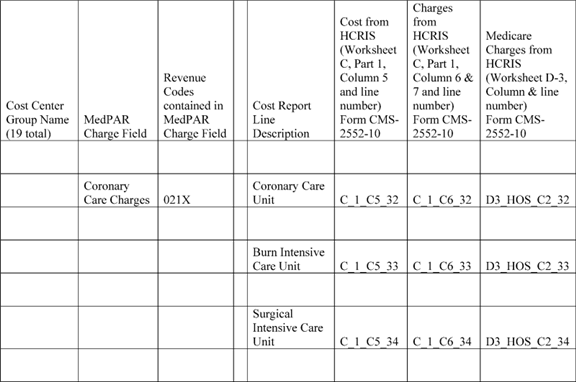 Cost Center
Group Name
(19 total)
MedPAR
Charge Field
Revenue
Codes
contained in
MedPAR
Charge Field
Cost Report
Line
Description
Cost from
HCRIS
(Worksheet
C, Part 1,
Column 5
and line
number)
Form CMS-
2552-10
Charges
from
HCRIS
(Worksheet
C, Part 1,
Column 6 &
7 and line
number)
Form CMS-
2552-10
Medicare
Charges from
HCRIS
(Worksheet D-3,
Column & line
number)
Form CMS-
2552-10
Coronary
Care Charges
021X
Coronary Care
Unit
C_1_C5_32
C_1_C6_32
D3_HOS_C2_32
Burn Intensive
Care Unit
C_1_C5_33
C_1_C6_33
D3_HOS_C2_33
Surgical
Intensive Care
Unit
C_1_C5_34
C_1_C6_34
D3_HOS_C2_34